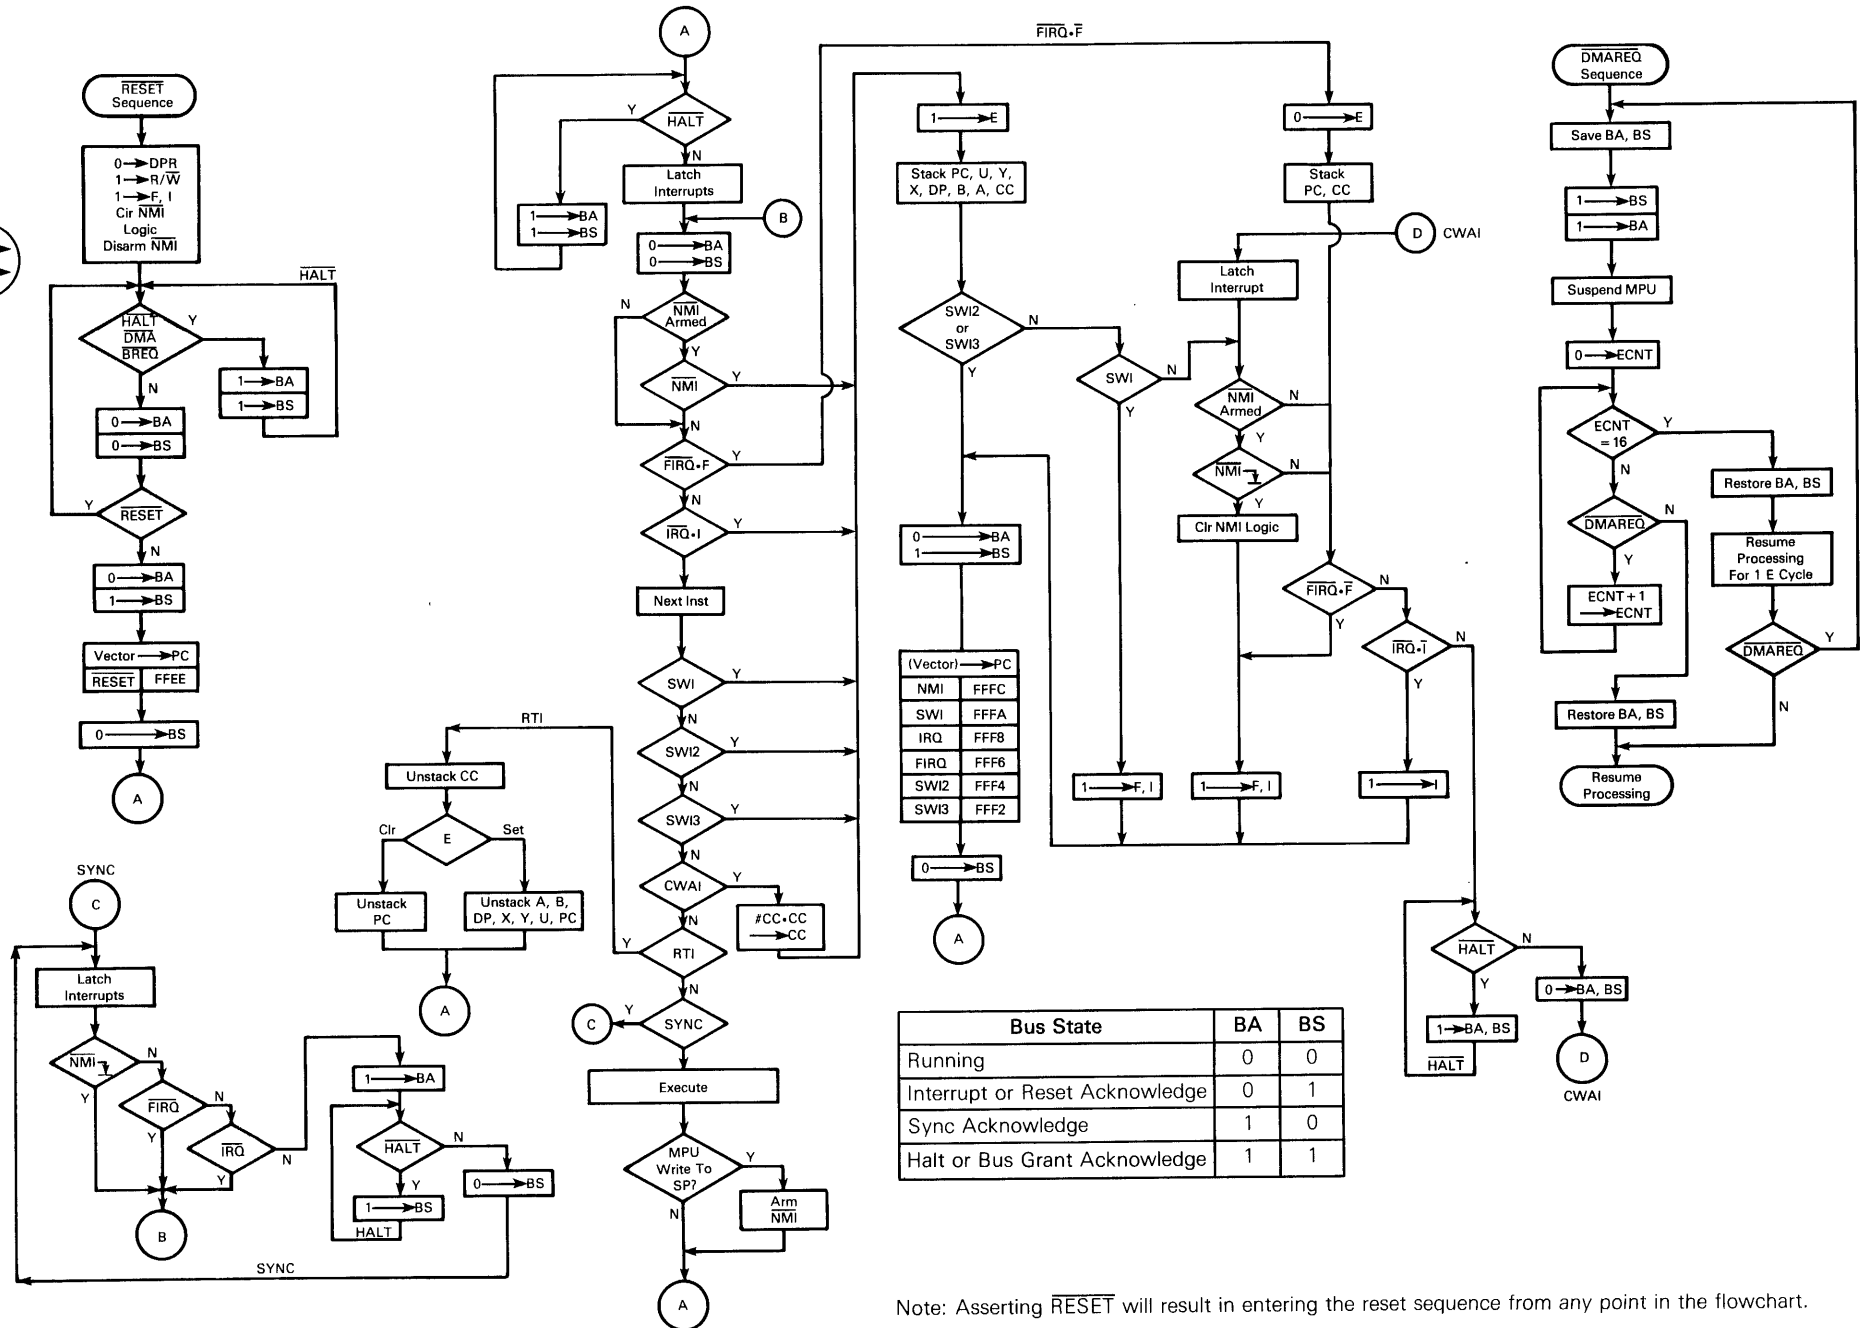 RESET
Sequence
0→DPR
1→R/W̅
1→F, I
Clr NMI
Logic
Disarm NMI
HALT
HALT
DMA
BREQ
Y
N
1→BA
1→BS
0→BA
0→BS
RESET
Y
N
0→BA
1→BS
Vector→PC
RESET FFEE
0→BS
A
SYNC
C
Latch
Interrupts
NMI
N
Y
FIRQ
N
Y
IRQ
N
Y
B
1→BA
HALT
N
Y
1→BS
HALT
0→BS
SYNC
RTI
Unstack CC
E
Clr
Set
Unstack
PC
Unstack A, B,
DP, X, Y, U, PC
A
A
HALT
Y
N
1→BA
1→BS
Latch
Interrupts
B
0→BA
0→BS
NMI
Armed
N
Y
NMI
Y
N
FIRQ•F
Y
N
IRQ•I
Y
N
Next Inst
SWI
Y
N
SWI2
Y
N
SWI3
Y
N
CWAI
Y
N
#CC•CC
→CC
RTI
Y
N
SYNC
Y
C
Execute
MPU
Write To
SP?
Y
N
Arm
NMI
A
FIRQ•F̅
1→E
Stack PC, U, Y,
X, DP, B, A, CC
SWI2
or
SWI3
N
Y
SWI
N
Y
0→BA
1→BS
(Vector)→PC
NMI FFFC
SWI FFFA
IRQ FFF8
FIRQ FFF6
SWI2 FFF4
SWI3 FFF2
0→BS
A
0→E
Stack
PC, CC
D CWAI
Latch
Interrupt
NMI
Armed
N
Y
NMI
N
Y
Clr NMI Logic
FIRQ•F̅
N
Y
IRQ•I̅
N
Y
1→F, I
1→F, I
1→I
HALT
N
Y
1→BA, BS
HALT
0→BA, BS
D
CWAI
DMAREQ
Sequence
Save BA, BS
1→BS
1→BA
Suspend MPU
0→ECNT
ECNT
= 16
Y
N
DMAREQ
N
Y
ECNT + 1
→ECNT
Restore BA, BS
Resume
Processing
For 1 E Cycle
DMAREQ
Y
N
Restore BA, BS
Resume
Processing
Bus State BA BS
Running 0 0
Interrupt or Reset Acknowledge 0 1
Sync Acknowledge 1 0
Halt or Bus Grant Acknowledge 1 1
Note: Asserting RESET will result in entering the reset sequence from any point in the flowchart.